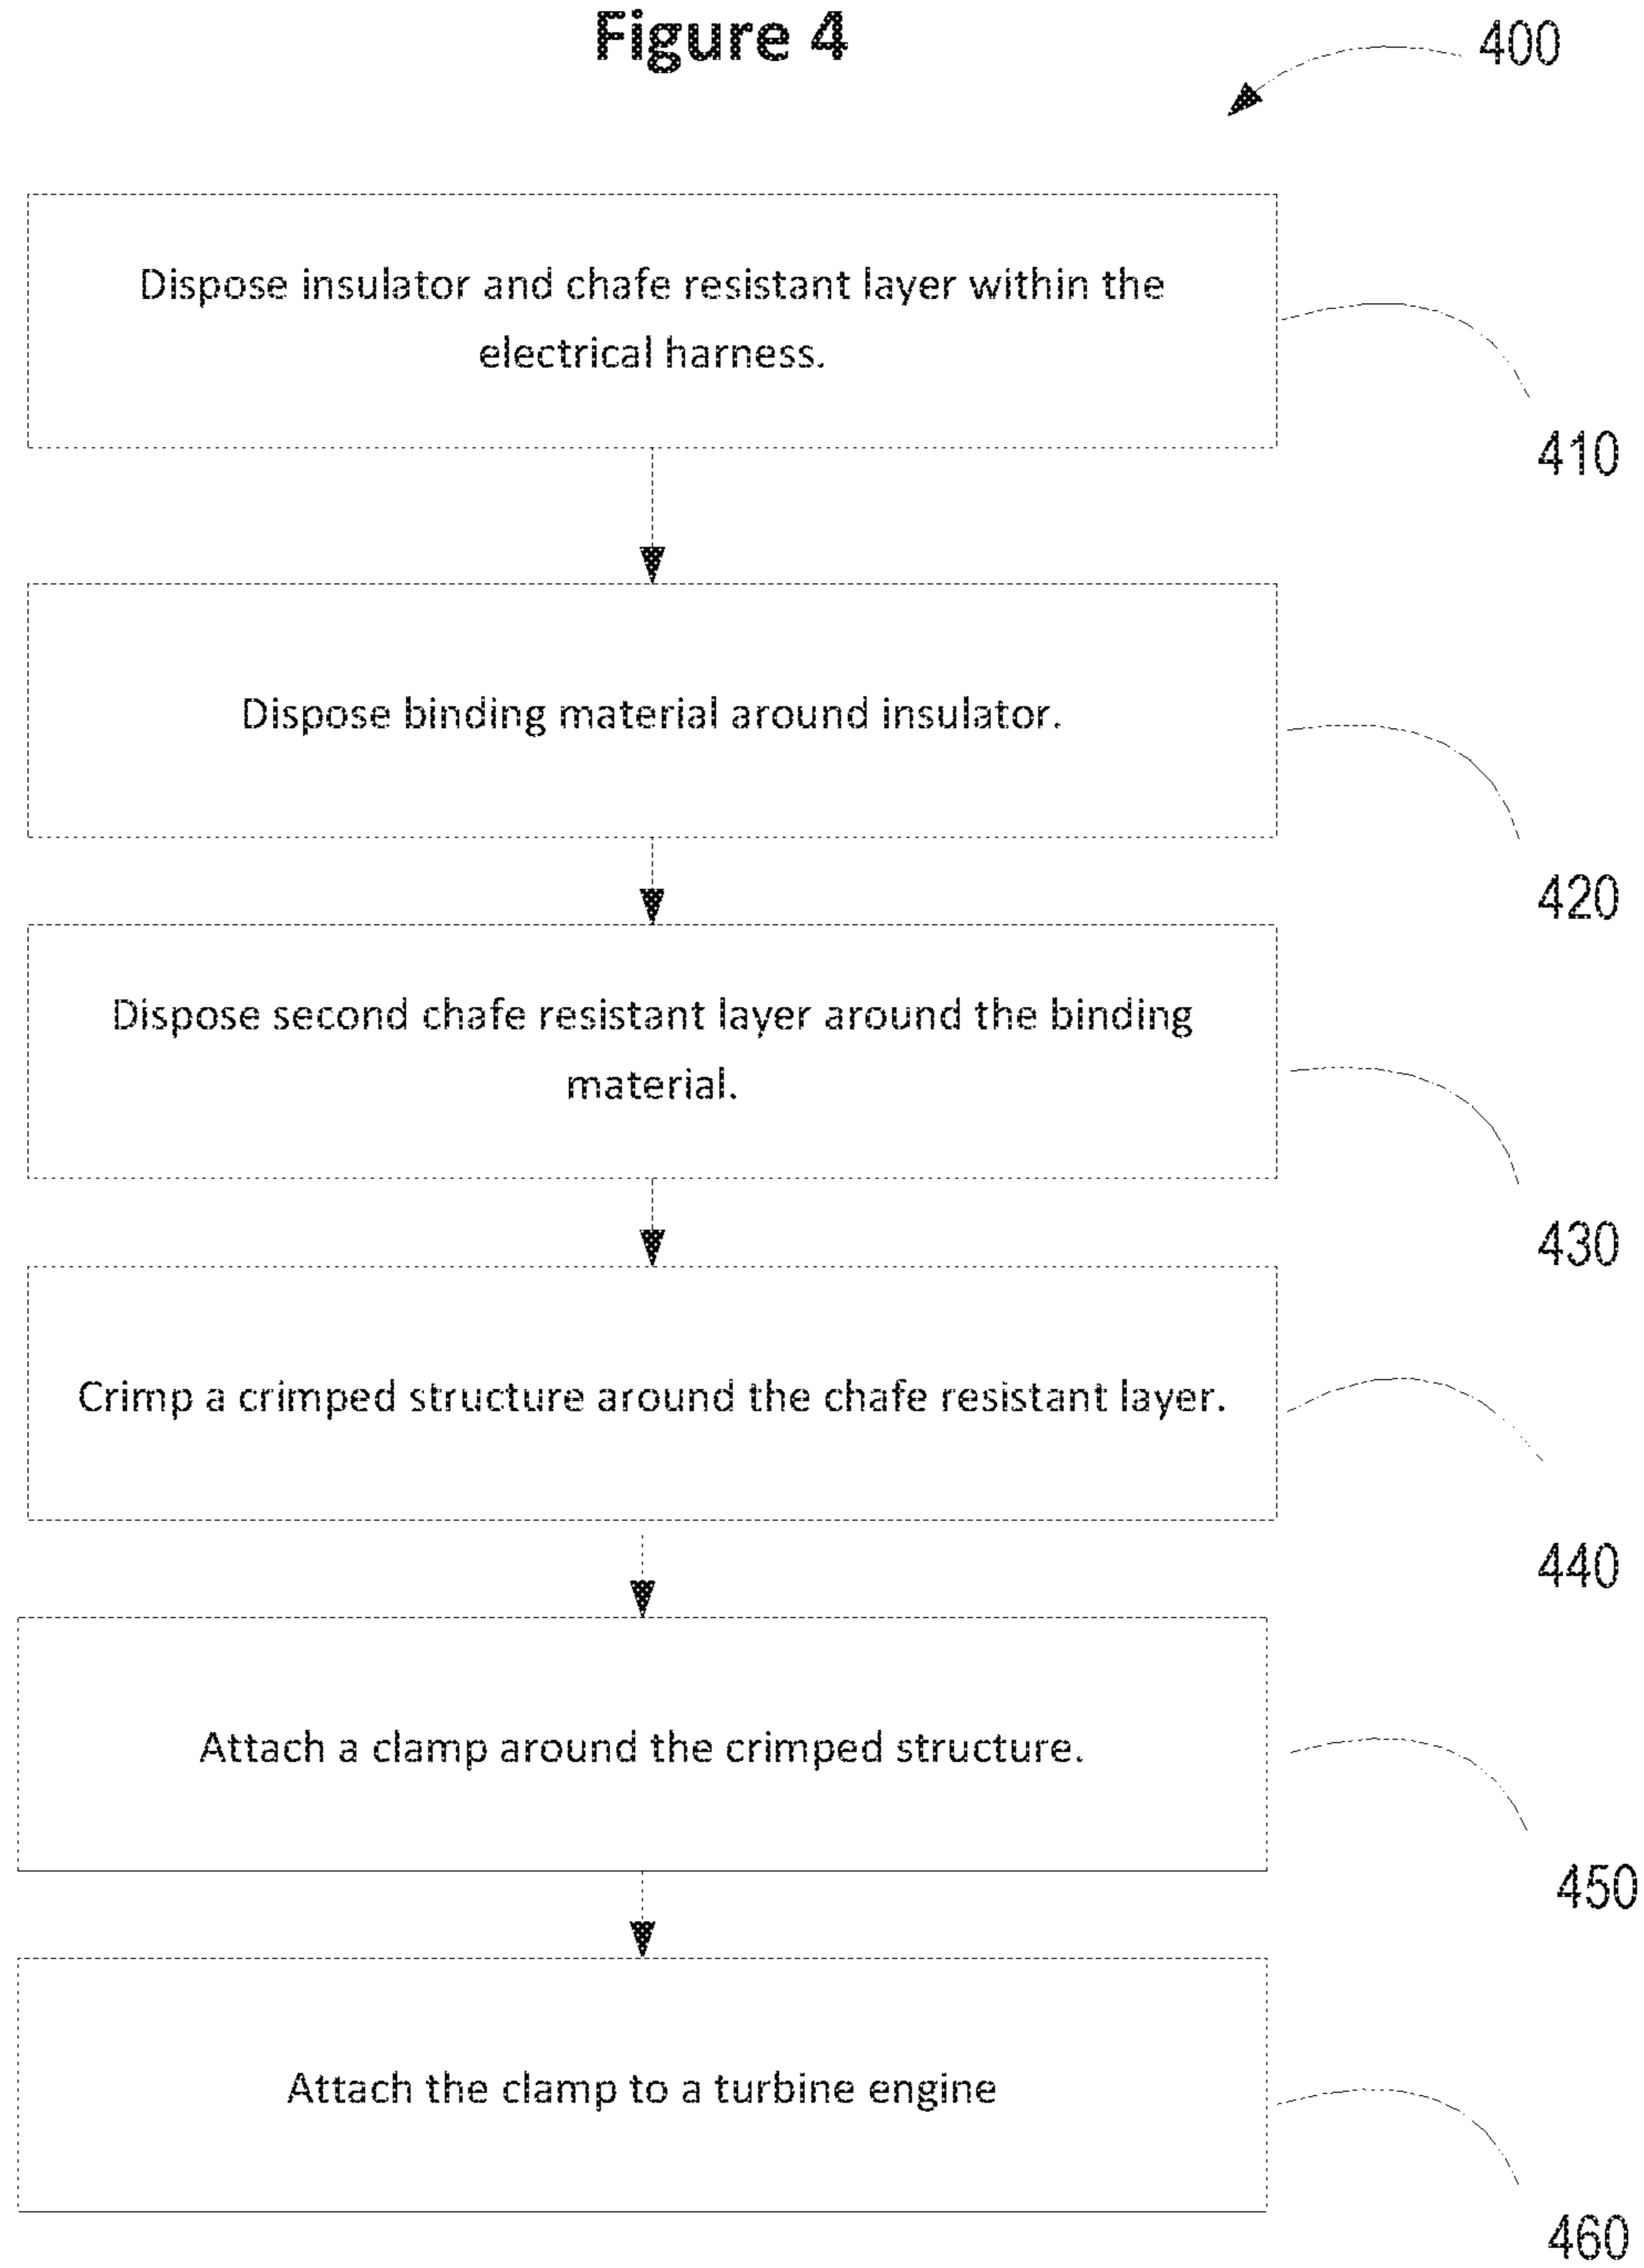 Figure 4
400
Dispose insulator and chafe resistant layer within the
electrical harness.
410
Dispose binding material around insulator.
420
Dispose second chafe resistant layer around the binding
material.
430
Crimp a crimped structure around the chafe resistant layer.
440
Attach a clamp around the crimped structure.
450
Attach the clamp to a turbine engine
460